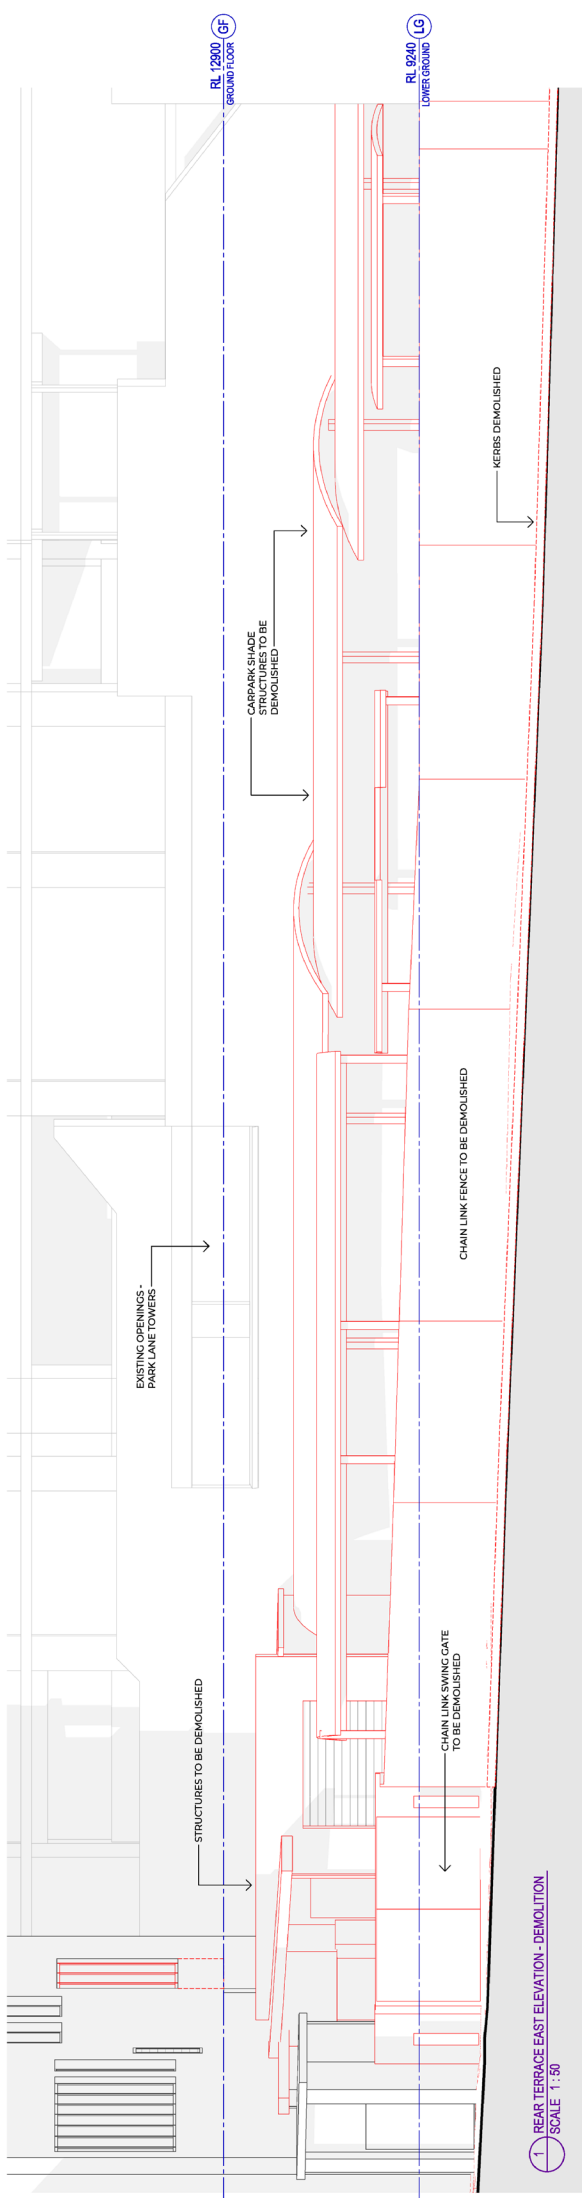 STRUCTURES TO BE DEMOLISHED
EXISTING OPENINGS -
PARK LANE TOWERS
CARPARK SHADE
STRUCTURES TO BE
DEMOLISHED
RL 12900
GROUND FLOOR
GF
RL 9240
LOWER GROUND
LG
CHAIN LINK SWING GATE
TO BE DEMOLISHED
CHAIN LINK FENCE TO BE DEMOLISHED
KERBS DEMOLISHED
1
REAR TERRACE EAST ELEVATION - DEMOLITION
SCALE 1 : 50